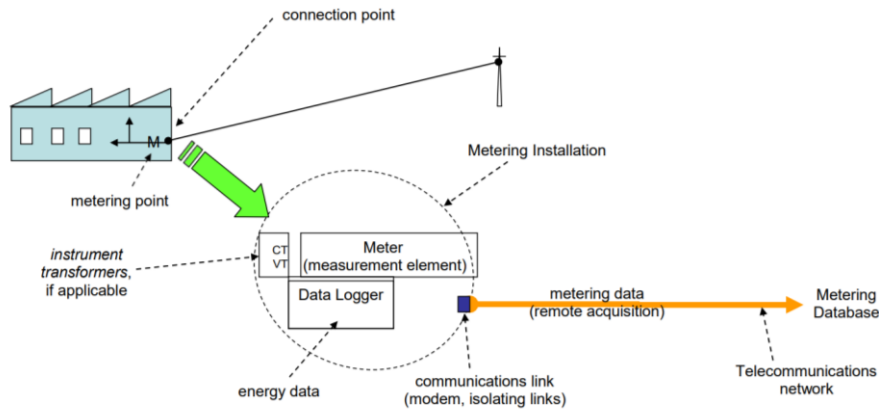 connection point
M
metering point
Metering Installation
instrument
transformers,
if applicable
CT
VT
Meter
(measurement element)
Data Logger
energy data
metering data
(remote acquisition)
communications link
(modem, isolating links)
Metering
Database
Telecommunications
network